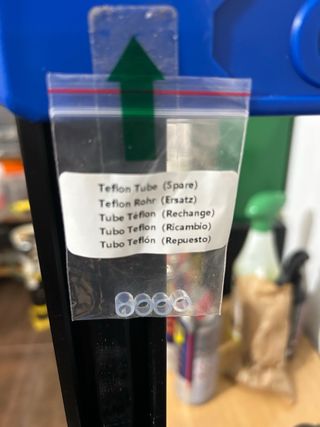 Teflon Tube (Spare)
Teflon Rohr (Ersatz)
Tube Téflon (Rechange)
Tubo Teflon (Ricambio)
Tubo Teflón (Repuesto)